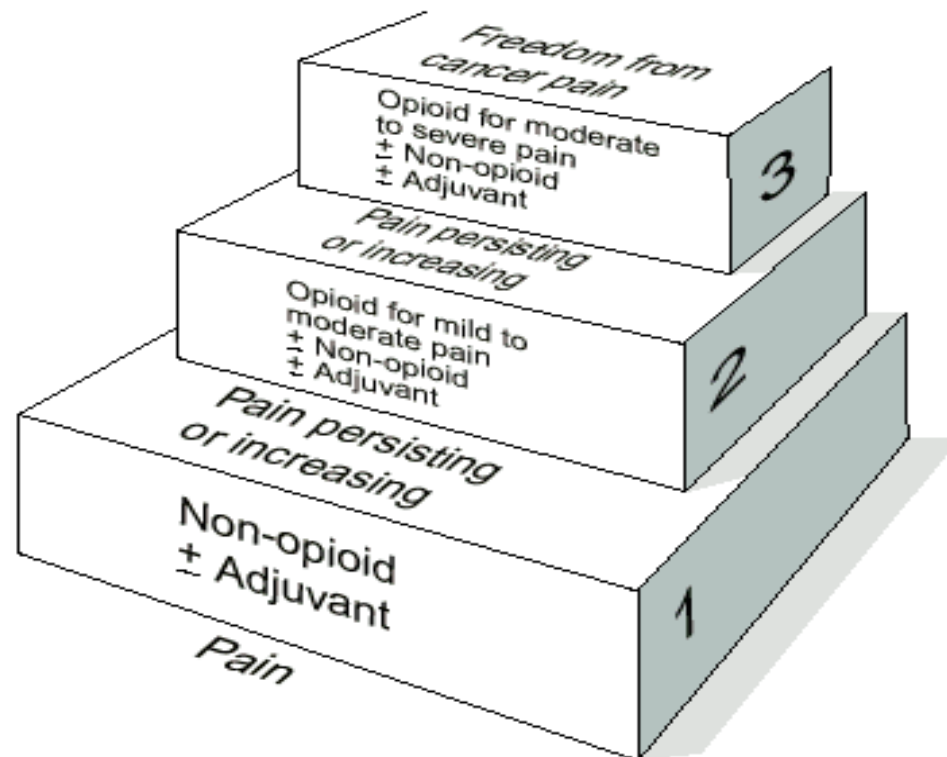 Freedom from
cancer pain
Opioid for moderate
to severe pain
± Non-opioid
± Adjuvant
3
Pain persisting
or increasing
Opioid for mild to
moderate pain
± Non-opioid
± Adjuvant
2
Pain persisting
or increasing
Non-opioid
± Adjuvant
1
Pain